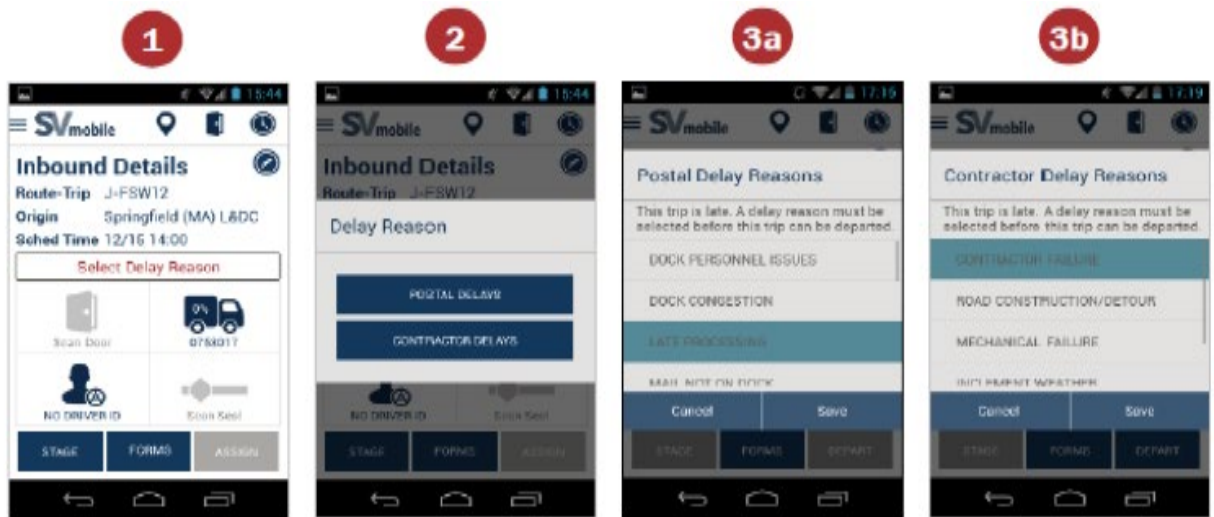 1
15:44
SVmobile
Inbound Details
Route-Trip J-FSW12
Origin Springfield (MA) L&DC
Sched Time 12/15 14:00
Select Delay Reason
Scan Door
0%
0753017
NO DRIVER ID
Scan Seal
STAGE FORMS ASSIGN
2
15:44
SVmobile
Inbound Details
Route-Trip J-FSW12
Delay Reason
POSTAL DELAYS
CONTRACTOR DELAYS
NO DRIVER ID Scan Seal
STAGE FORMS ASSIGN
3a
17:15
SVmobile
Postal Delay Reasons
This trip is late. A delay reason must be
selected before this trip can be departed.
DOCK PERSONNEL ISSUES
DOCK CONGESTION
LATE PROCESSING
MAIL NOT ON DOCK
Cancel Save
STAGE FORMS DEPART
3b
17:19
SVmobile
Contractor Delay Reasons
This trip is late. A delay reason must be
selected before this trip can be departed.
CONTRACTOR FAILURE
ROAD CONSTRUCTION/DETOUR
MECHANICAL FAILURE
INCLEMENT WEATHER
Cancel Save
STAGE FORMS DEPART